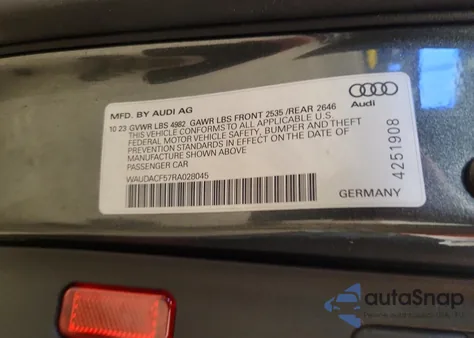 MFD. BY AUDI AG
10 23 GVWR LBS 4982 GAWR LBS FRONT 2535 /REAR 2646
THIS VEHICLE CONFORMS TO ALL APPLICABLE U.S.
FEDERAL MOTOR VEHICLE SAFETY, BUMPER AND THEFT
PREVENTION STANDARDS IN EFFECT ON THE DATE OF
MANUFACTURE SHOWN ABOVE
PASSENGER CAR
WAUDACF57RA028045
Audi
4251908
GERMANY
autoSnap